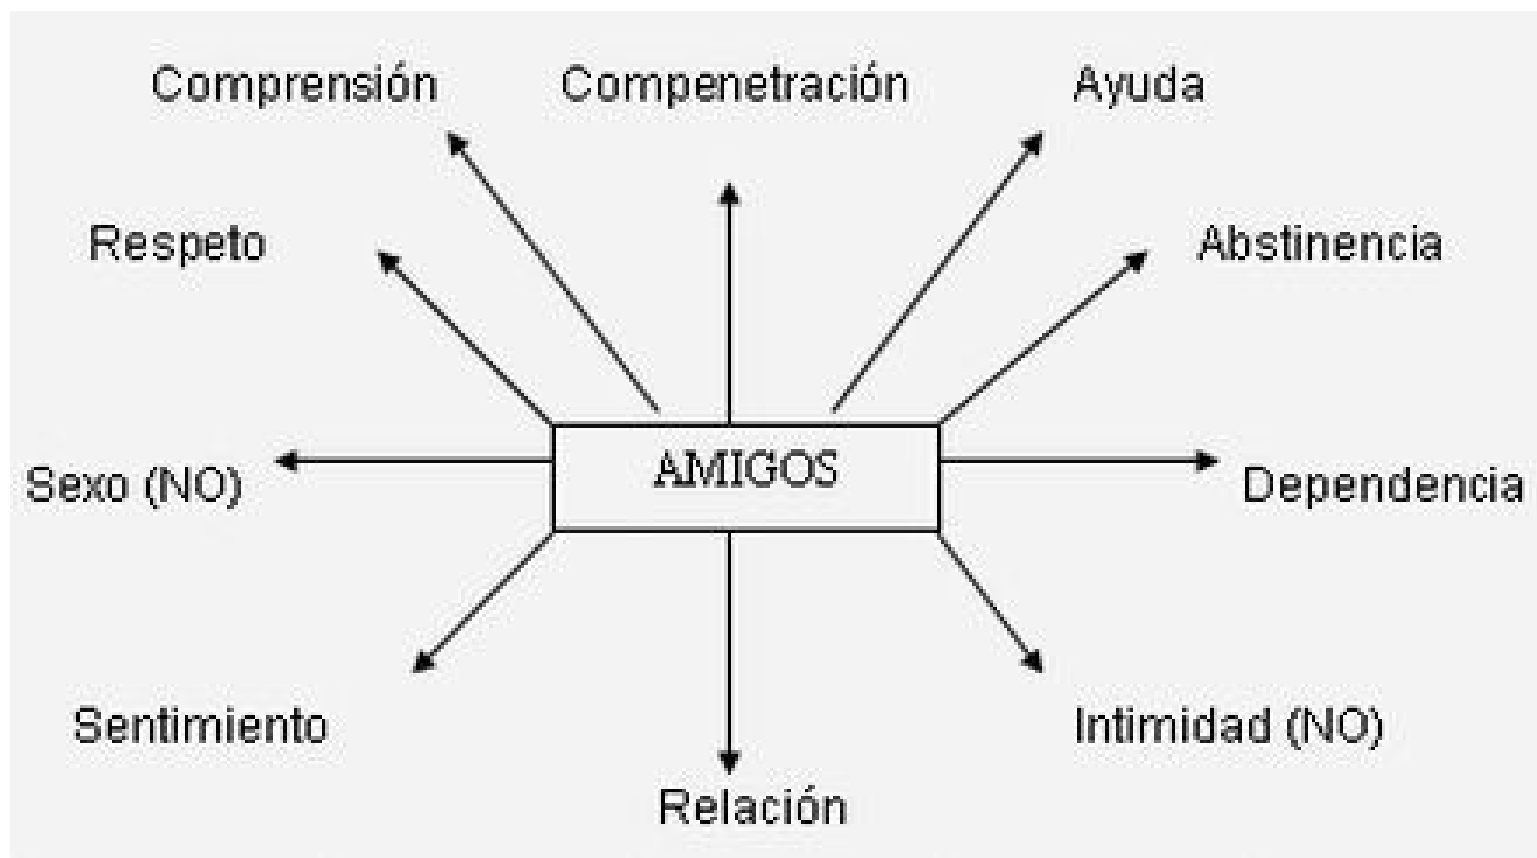 Comprensión
Compenetración
Ayuda
Respeto
Abstinencia
AMIGOS
Sexo (NO)
Dependencia
Sentimiento
Intimidad (NO)
Relación